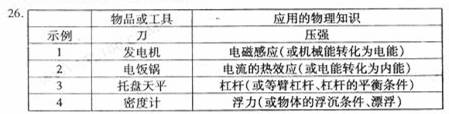 26.
物品或工具 应用的物理知识
示例 刀 压强
1 发电机 电磁感应(或机械能转化为电能)
2 电饭锅 电流的热效应(或电能转化为内能)
3 托盘天平 杠杆(或等臂杠杆、杠杆的平衡条件)
4 密度计 浮力(或物体的浮沉条件、漂浮)